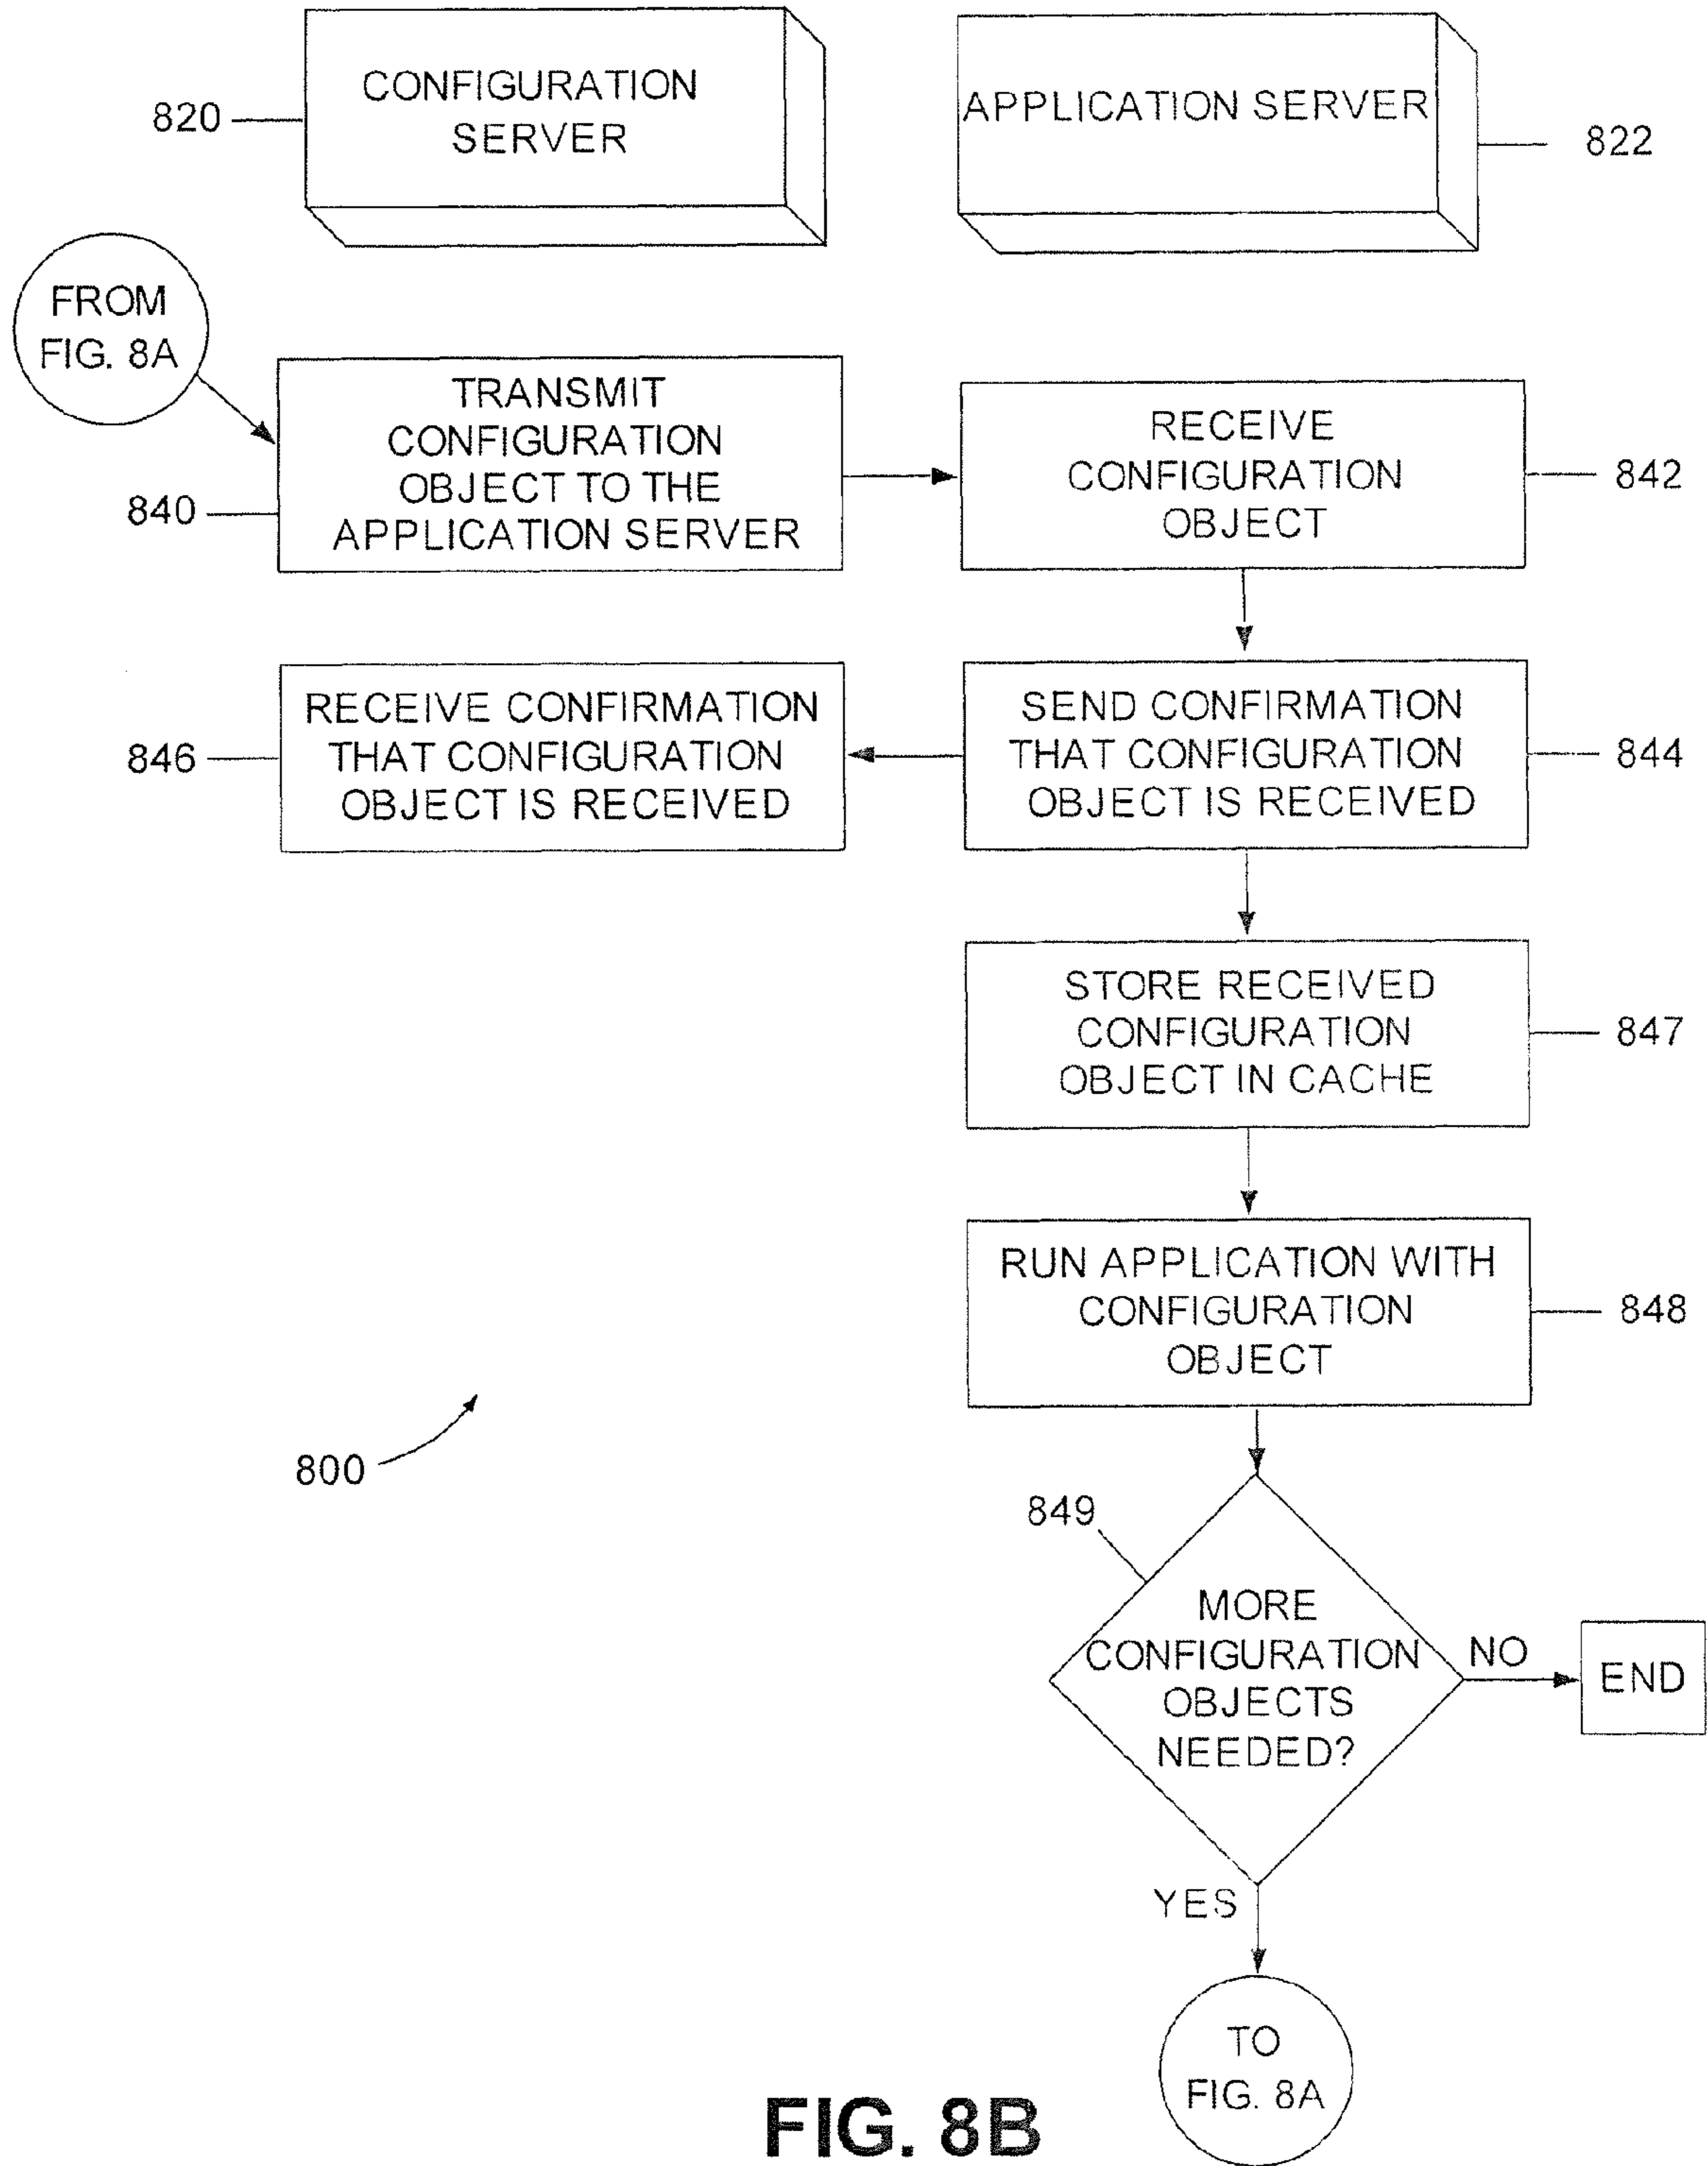 CONFIGURATION
SERVER
820
APPLICATION SERVER
822
FROM
FIG. 8A
TRANSMIT
CONFIGURATION
OBJECT TO THE
APPLICATION SERVER
840
RECEIVE
CONFIGURATION
OBJECT
842
RECEIVE CONFIRMATION
THAT CONFIGURATION
OBJECT IS RECEIVED
846
SEND CONFIRMATION
THAT CONFIGURATION
OBJECT IS RECEIVED
844
STORE RECEIVED
CONFIGURATION
OBJECT IN CACHE
847
RUN APPLICATION WITH
CONFIGURATION
OBJECT
848
800
849
MORE
CONFIGURATION
OBJECTS
NEEDED?
NO
END
YES
TO
FIG. 8A
FIG. 8B